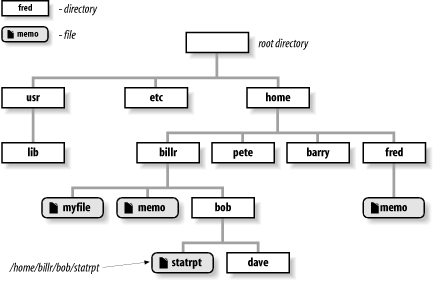 fred - directory
memo - file
root directory
usr etc home
lib billr pete barry fred
myfile memo bob memo
/home/billr/bob/statrpt statrpt dave